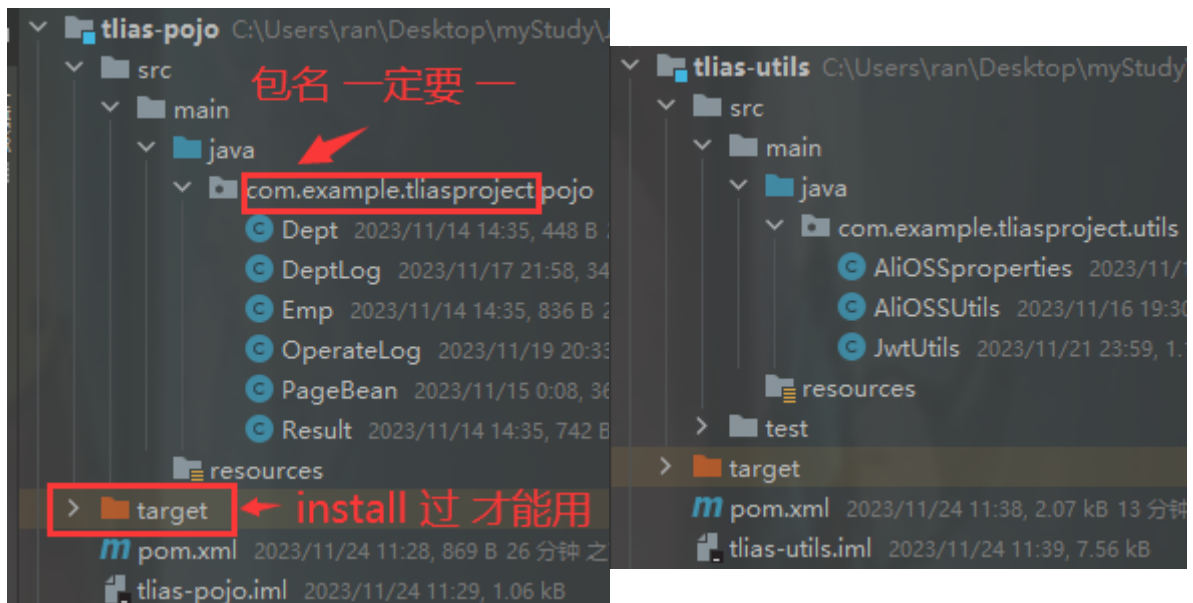 tlias-pojo C:\Users\ran\Desktop\myStudy\
src
包名 一定要 一
main
java
com.example.tliasproject.pojo
Dept 2023/11/14 14:35, 448 B
DeptLog 2023/11/17 21:58, 34
Emp 2023/11/14 14:35, 836 B 2
OperateLog 2023/11/19 20:33
PageBean 2023/11/15 0:08, 36
Result 2023/11/14 14:35, 742 B
resources
target
install 过 才能用
pom.xml 2023/11/24 11:28, 869 B 26 分钟 之
tlias-pojo.iml 2023/11/24 11:29, 1.06 kB
tlias-utils C:\Users\ran\Desktop\myStudy\
src
main
java
com.example.tliasproject.utils
AliOSSproperties 2023/11/1
AliOSSUtils 2023/11/16 19:30
JwtUtils 2023/11/21 23:59, 1.
resources
test
target
pom.xml 2023/11/24 11:38, 2.07 kB 13 分钟
tlias-utils.iml 2023/11/24 11:39, 7.56 kB